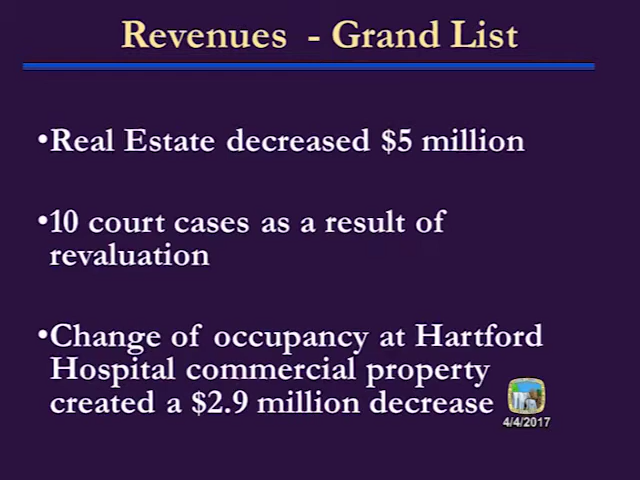 Revenues - Grand List
•Real Estate decreased $5 million
•10 court cases as a result of
revaluation
•Change of occupancy at Hartford
Hospital commercial property
created a $2.9 million decrease
4/4/2017